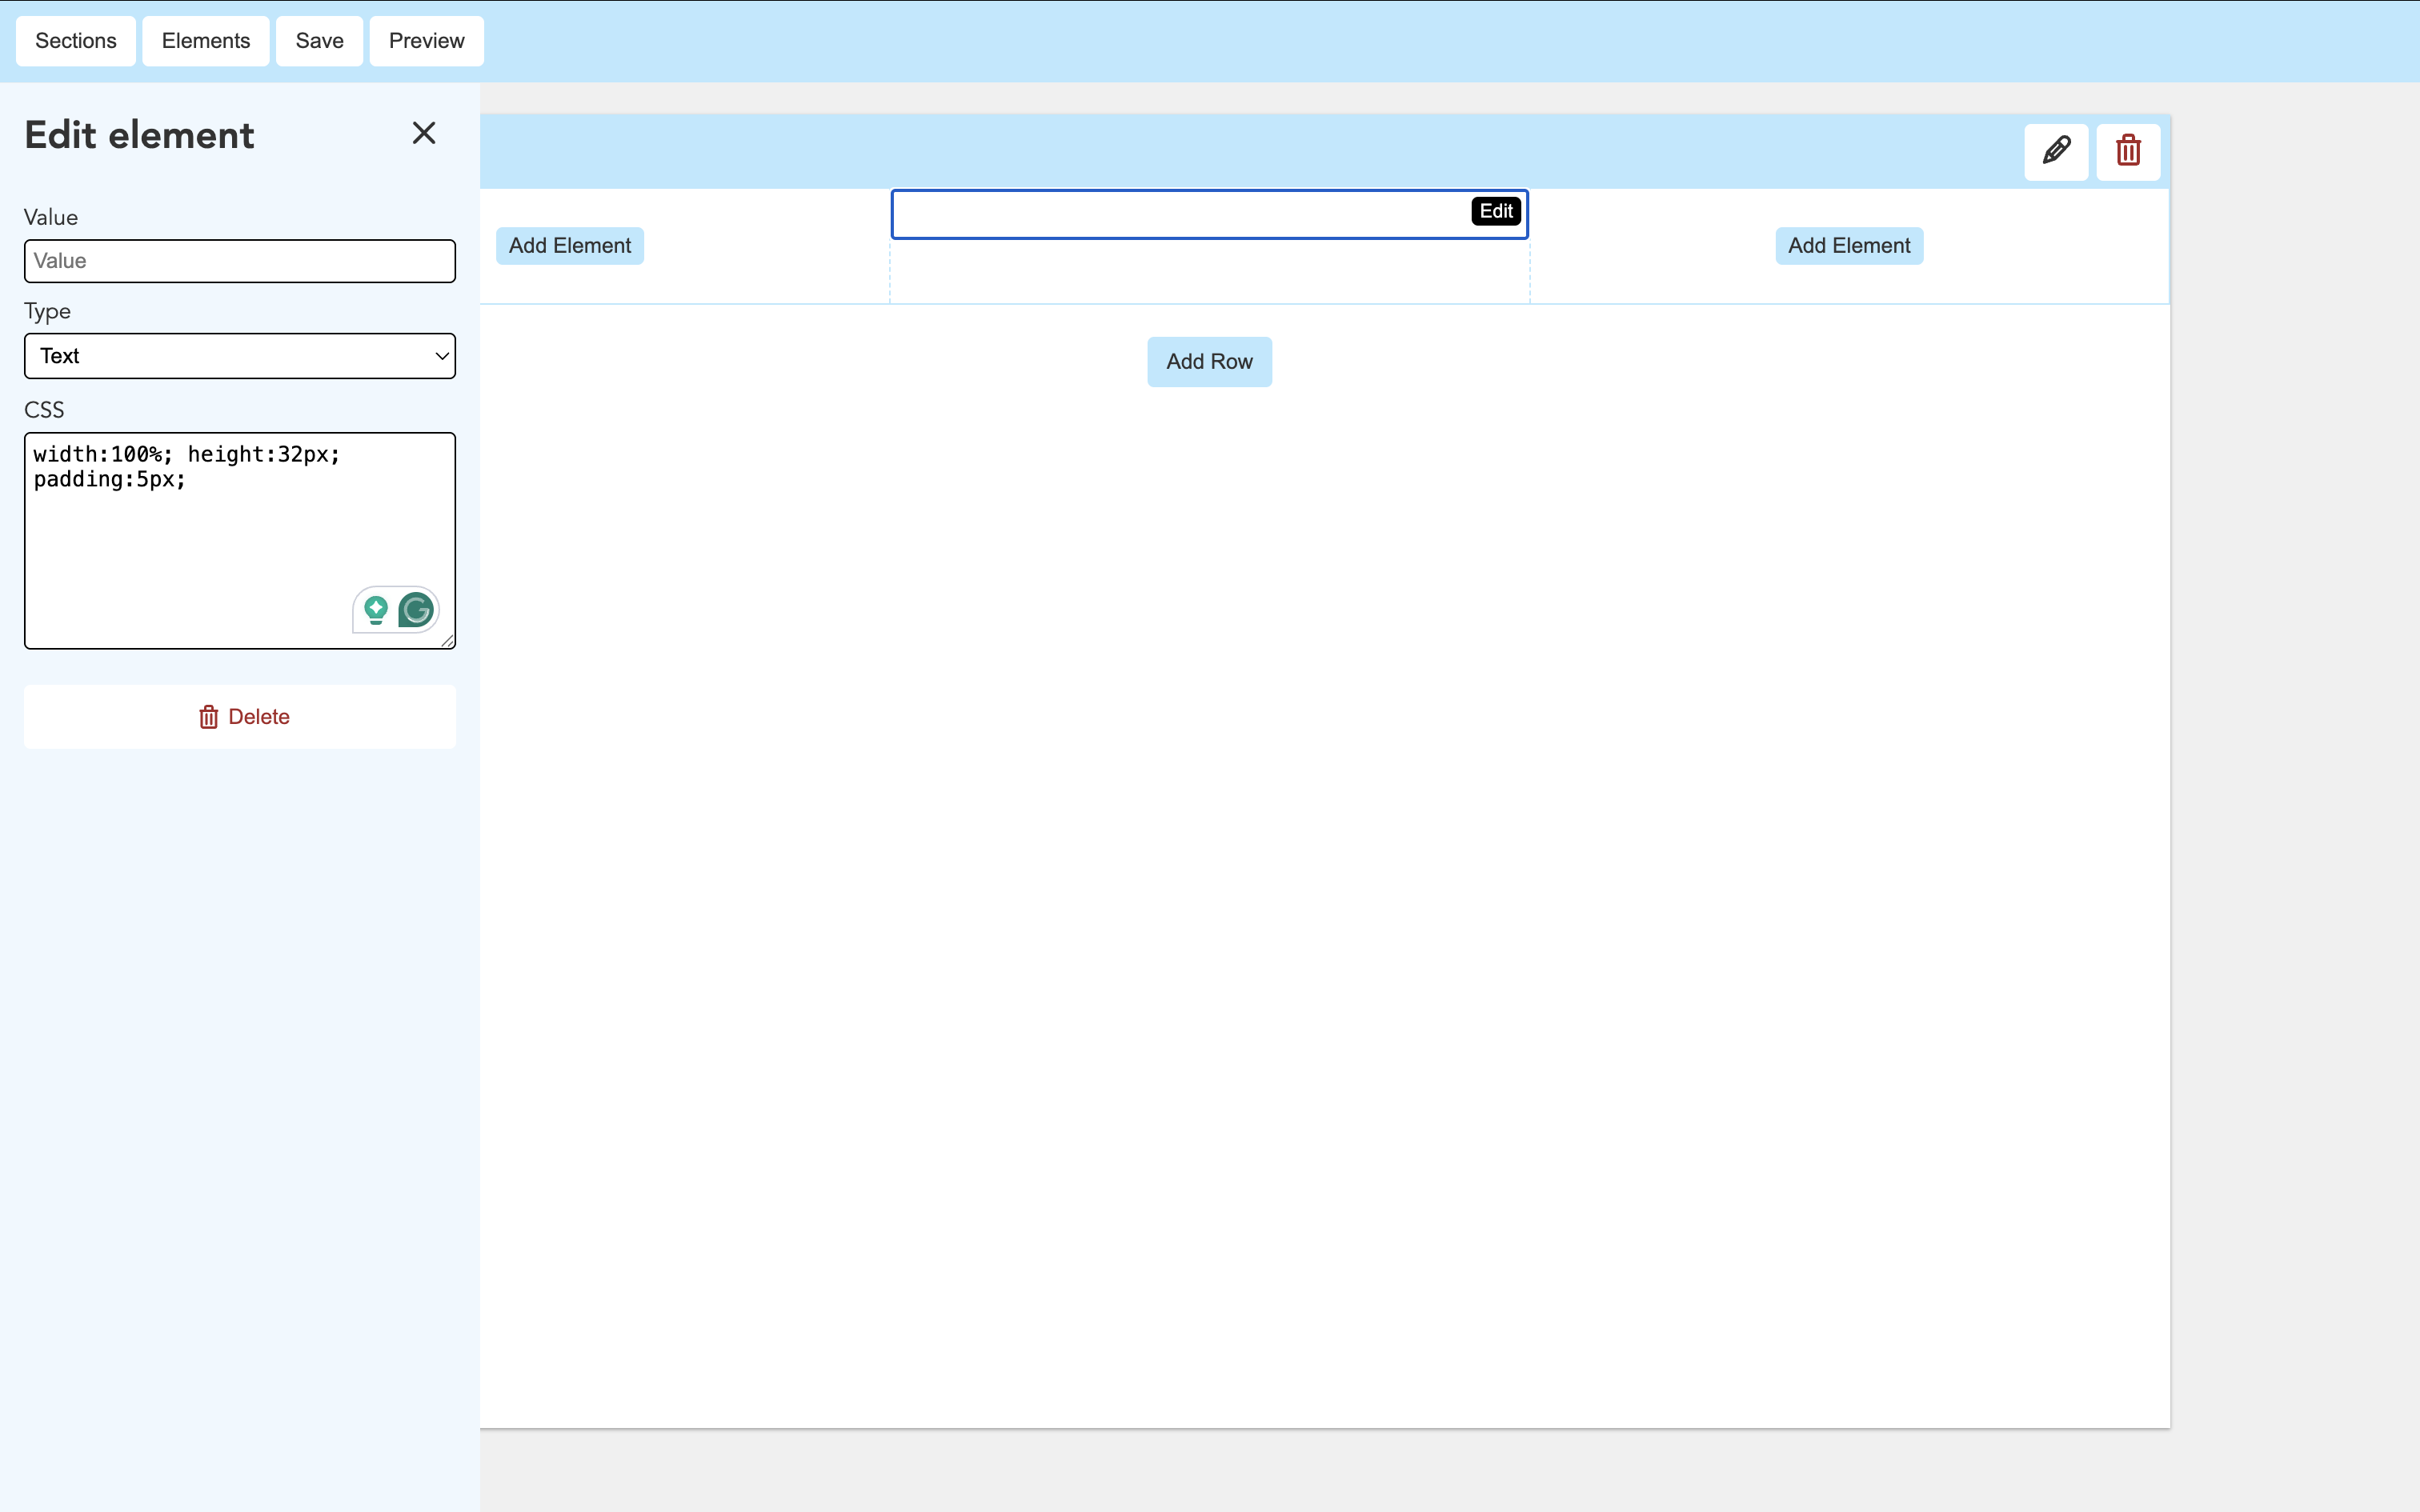 Sections Elements Save Preview
Edit element
Value
Value
Type
Text
CSS
width:100%; height:32px;
padding:5px;
Delete
Edit
Add Element Add Element
Add Row